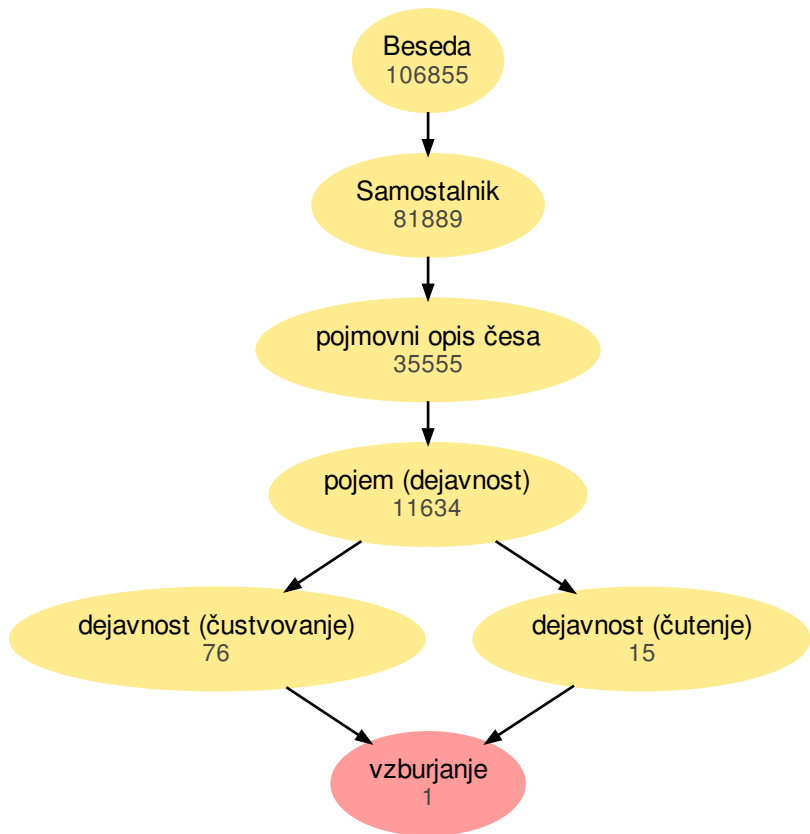 Beseda
106855
Samostalnik
81889
pojmovni opis česa
35555
pojem (dejavnost)
11634
dejavnost (čustvovanje)
76
dejavnost (čutenje)
15
vzburjanje
1